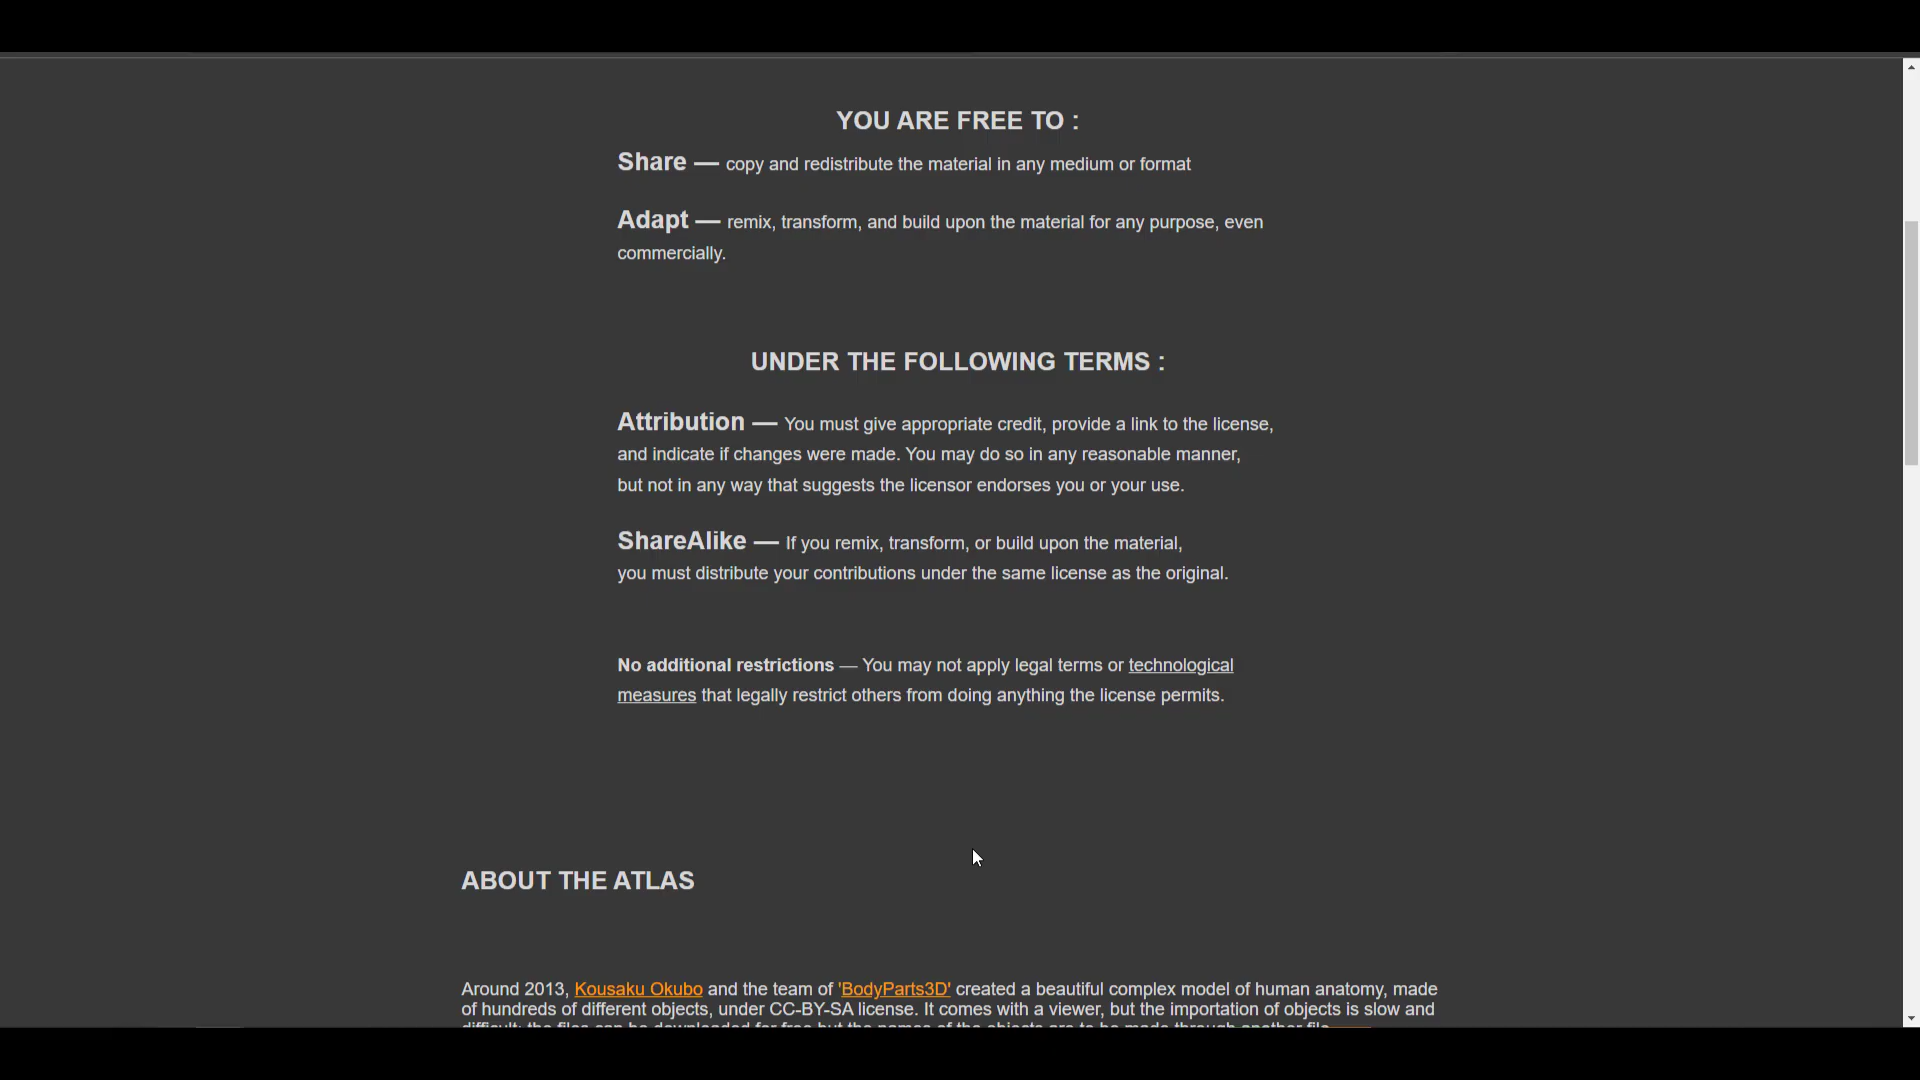 YOU ARE FREE TO :
Share — copy and redistribute the material in any medium or format
Adapt — remix, transform, and build upon the material for any purpose, even
commercially.
UNDER THE FOLLOWING TERMS :
Attribution — You must give appropriate credit, provide a link to the license,
and indicate if changes were made. You may do so in any reasonable manner,
but not in any way that suggests the licensor endorses you or your use.
ShareAlike — If you remix, transform, or build upon the material,
you must distribute your contributions under the same license as the original.
No additional restrictions — You may not apply legal terms or technological
measures that legally restrict others from doing anything the license permits.
ABOUT THE ATLAS
Around 2013, Kousaku Okubo and the team of 'BodyParts3D' created a beautiful complex model of human anatomy, made
of hundreds of different objects, under CC-BY-SA license. It comes with a viewer, but the importation of objects is slow and